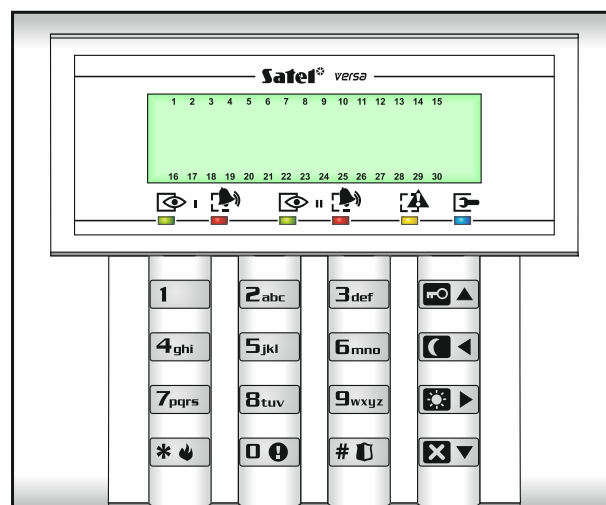 Satel versa
1 2 3 4 5 6 7 8 9 10 11 12 13 14 15
16 17 18 19 20 21 22 23 24 25 26 27 28 29 30
I II
1 2abc 3def
4ghi 5jkl 6mno
7pqrs 8tuv 9wxyz
* 0 #